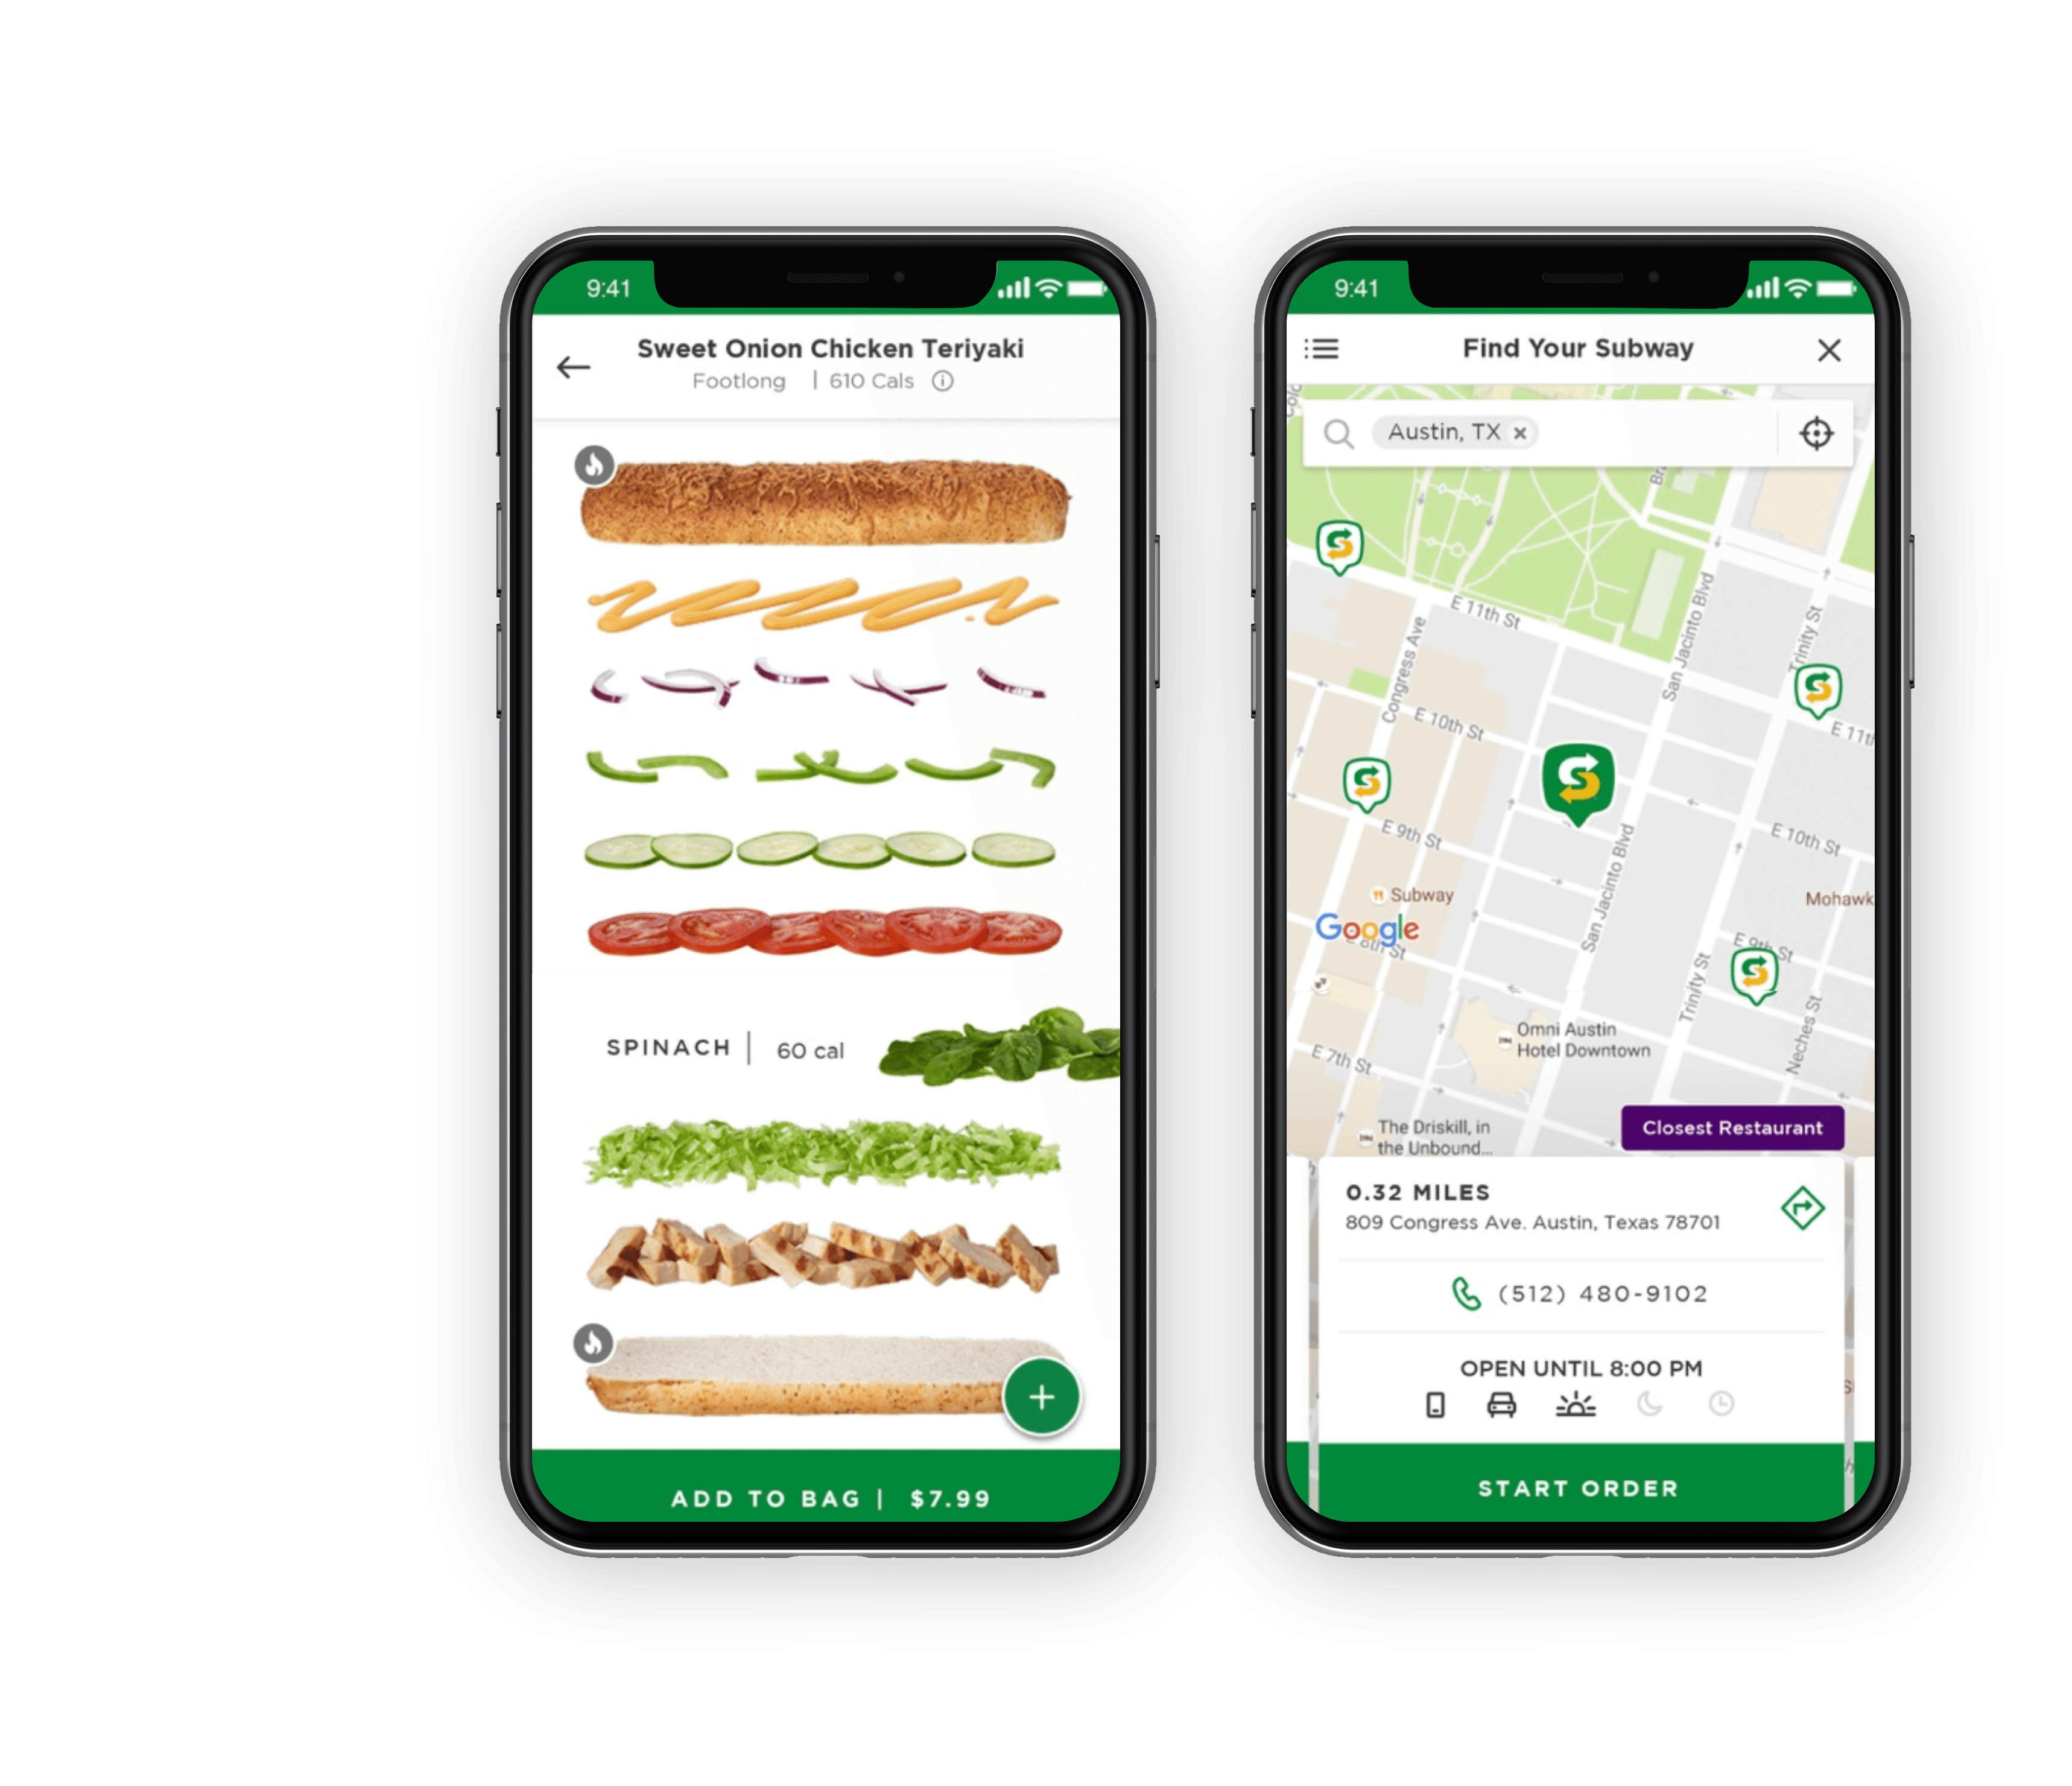 9:41
Sweet Onion Chicken Teriyaki
Footlong | 610 Cals
SPINACH | 60 cal
ADD TO BAG | $7.99
9:41
Find Your Subway
Austin, TX
E 11th St
San Jacinto Blvd
Trinity St
Congress Ave
E 10th St
E 11th
E 9th St
E 10th St
Subway
Mohawk
Google
E 8th St
San Jacinto Blvd
E 9th St
Trinity St
Neches St
Omni Austin
Hotel Downtown
E 7th St
The Driskill, in
the Unbound...
Closest Restaurant
0.32 MILES
809 Congress Ave. Austin, Texas 78701
(512) 480-9102
OPEN UNTIL 8:00 PM
START ORDER